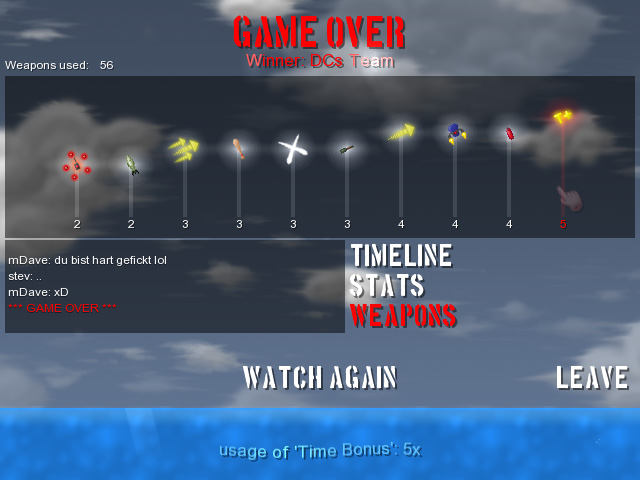 GAME OVER
Winner: DCs Team
Weapons used: 56
2 2 3 3 3 3 4 4 4 5
mDave: du bist hart gefickt lol
stev: ..
mDave: xD
*** GAME OVER ***
TIMELINE
STATS
WEAPONS
WATCH AGAIN
LEAVE
usage of 'Time Bonus': 5x